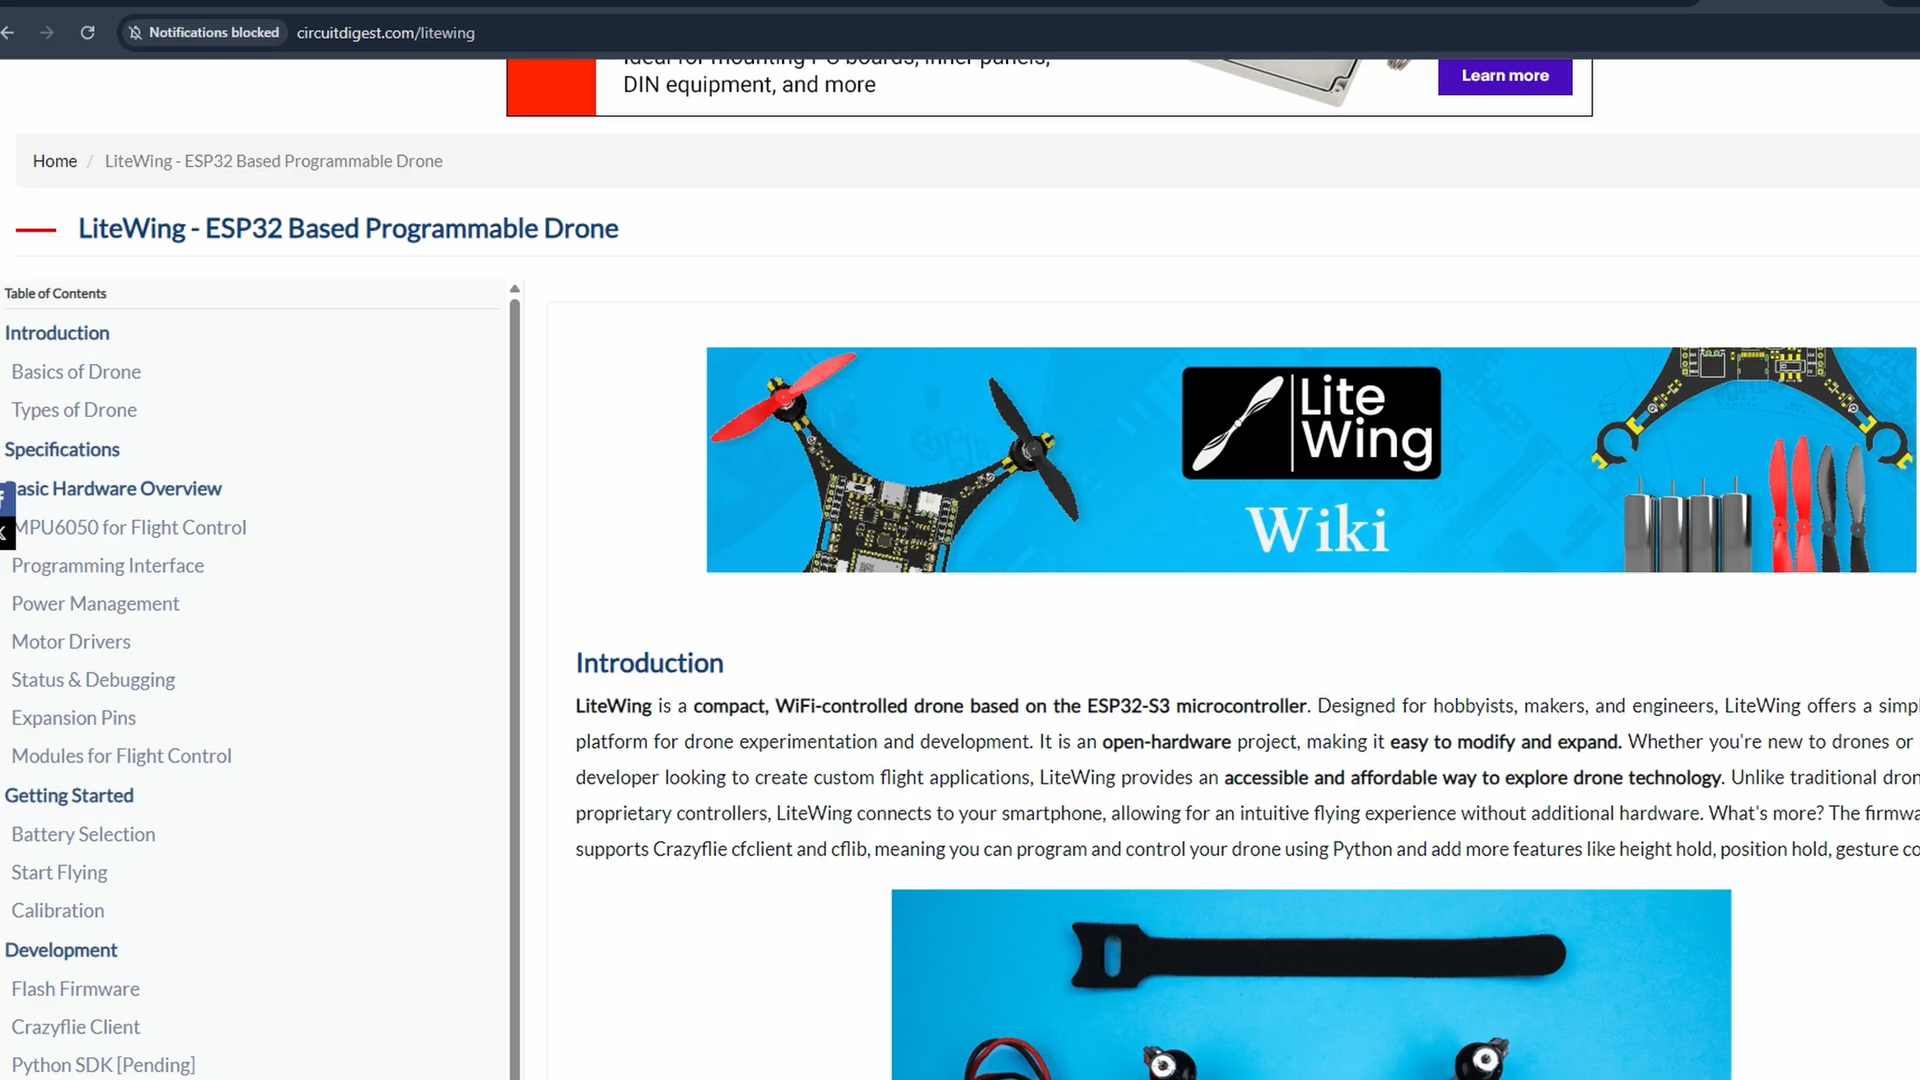 Notifications blocked
circuitdigest.com/litewing
Ideal for mounting PC boards, inner panels,
DIN equipment, and more
Learn more
Home / LiteWing - ESP32 Based Programmable Drone
LiteWing - ESP32 Based Programmable Drone
Table of Contents
Introduction
Basics of Drone
Types of Drone
Specifications
asic Hardware Overview
MPU6050 for Flight Control
Programming Interface
Power Management
Motor Drivers
Status & Debugging
Expansion Pins
Modules for Flight Control
Getting Started
Battery Selection
Start Flying
Calibration
Development
Flash Firmware
Crazyflie Client
Python SDK [Pending]
Lite
Wing
Wiki
Introduction
LiteWing is a compact, WiFi-controlled drone based on the ESP32-S3 microcontroller. Designed for hobbyists, makers, and engineers, LiteWing offers a simpl
platform for drone experimentation and development. It is an open-hardware project, making it easy to modify and expand. Whether you're new to drones or
developer looking to create custom flight applications, LiteWing provides an accessible and affordable way to explore drone technology. Unlike traditional dron
proprietary controllers, LiteWing connects to your smartphone, allowing for an intuitive flying experience without additional hardware. What's more? The firmwa
supports Crazyflie cfclient and cflib, meaning you can program and control your drone using Python and add more features like height hold, position hold, gesture co